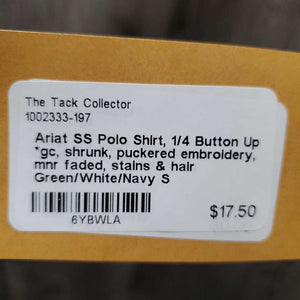 The Tack Collector
1002333-197
Ariat SS Polo Shirt, 1/4 Button Up
*gc, shrunk, puckered embroidery,
mnr faded, stains & hair
Green/White/Navy S
6YBWLA
$17.50